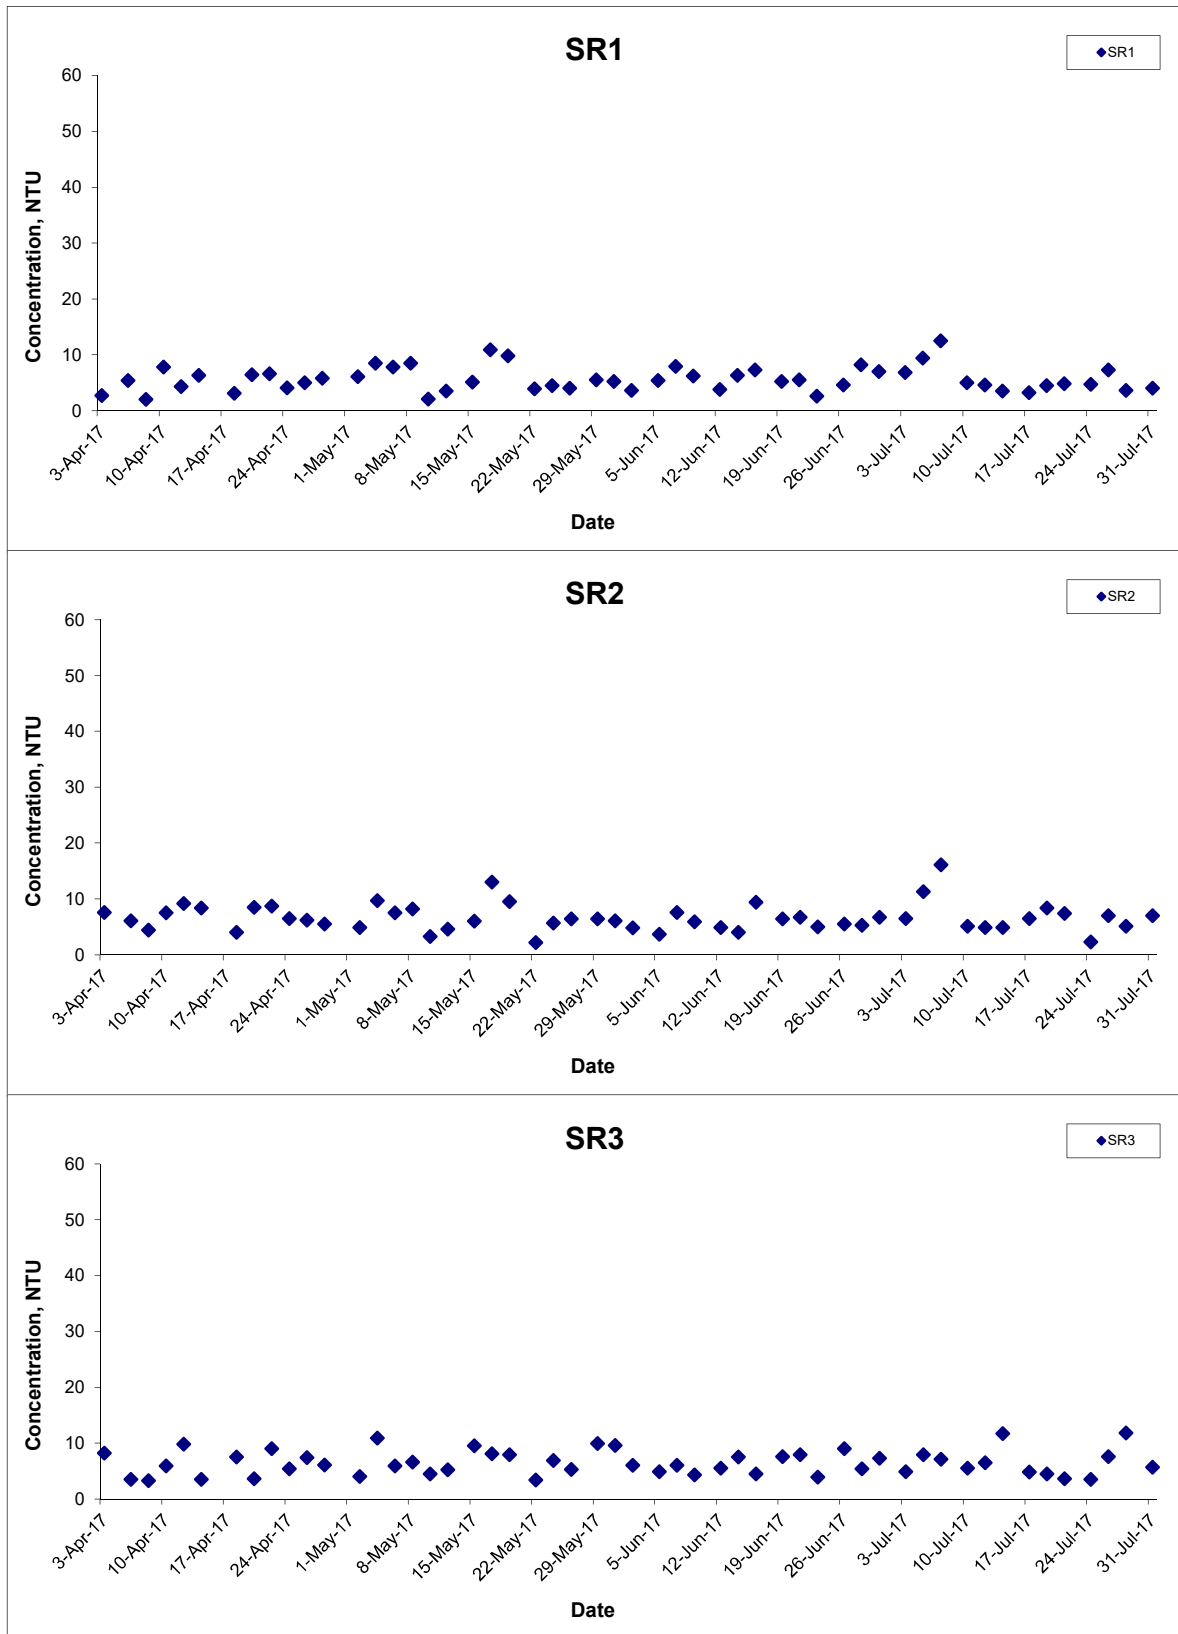 SR1
SR1
60
50
40
30
20
10
0
Concentration, NTU
3-Apr-17
10-Apr-17
17-Apr-17
24-Apr-17
1-May-17
8-May-17
15-May-17
22-May-17
29-May-17
5-Jun-17
12-Jun-17
19-Jun-17
26-Jun-17
3-Jul-17
10-Jul-17
17-Jul-17
24-Jul-17
31-Jul-17
Date
SR2
SR2
60
50
40
30
20
10
0
Concentration, NTU
3-Apr-17
10-Apr-17
17-Apr-17
24-Apr-17
1-May-17
8-May-17
15-May-17
22-May-17
29-May-17
5-Jun-17
12-Jun-17
19-Jun-17
26-Jun-17
3-Jul-17
10-Jul-17
17-Jul-17
24-Jul-17
31-Jul-17
Date
SR3
SR3
60
50
40
30
20
10
0
Concentration, NTU
3-Apr-17
10-Apr-17
17-Apr-17
24-Apr-17
1-May-17
8-May-17
15-May-17
22-May-17
29-May-17
5-Jun-17
12-Jun-17
19-Jun-17
26-Jun-17
3-Jul-17
10-Jul-17
17-Jul-17
24-Jul-17
31-Jul-17
Date